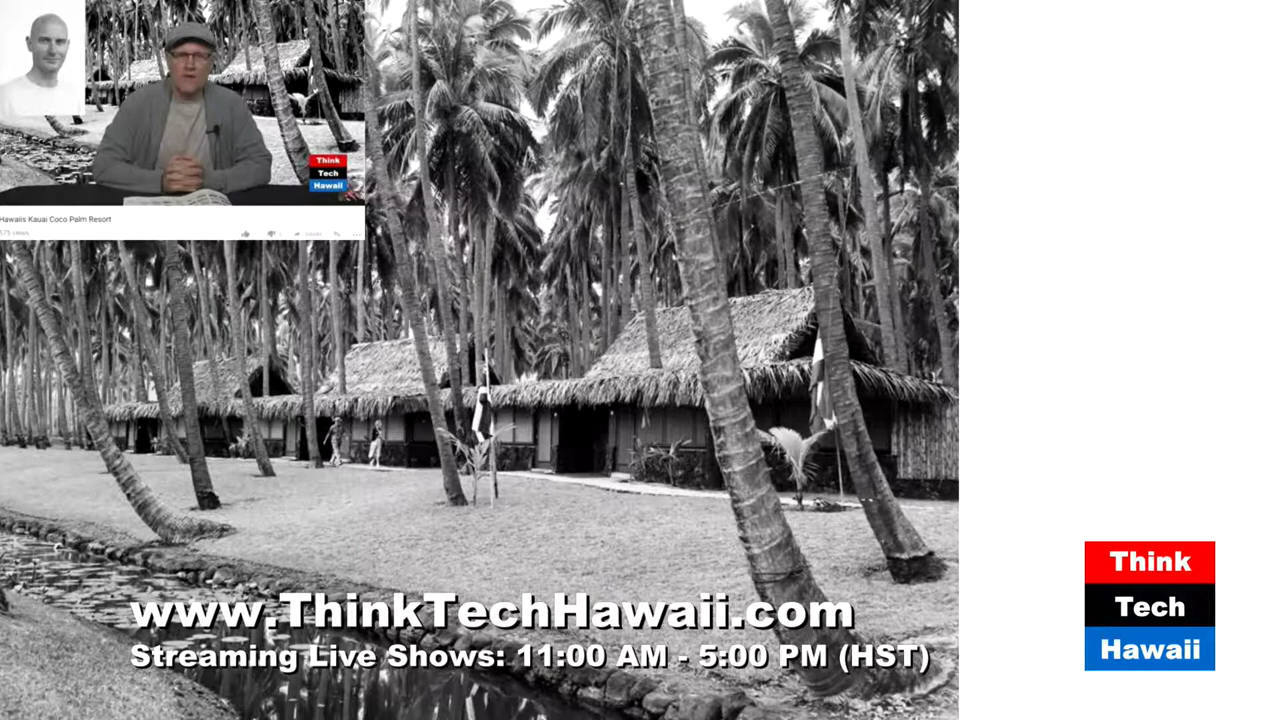 Think
Tech
Hawaii
Hawaiis Kauai Coco Palm Resort
www.ThinkTechHawaii.com
Streaming Live Shows: 11:00 AM - 5:00 PM (HST)
Think
Tech
Hawaii